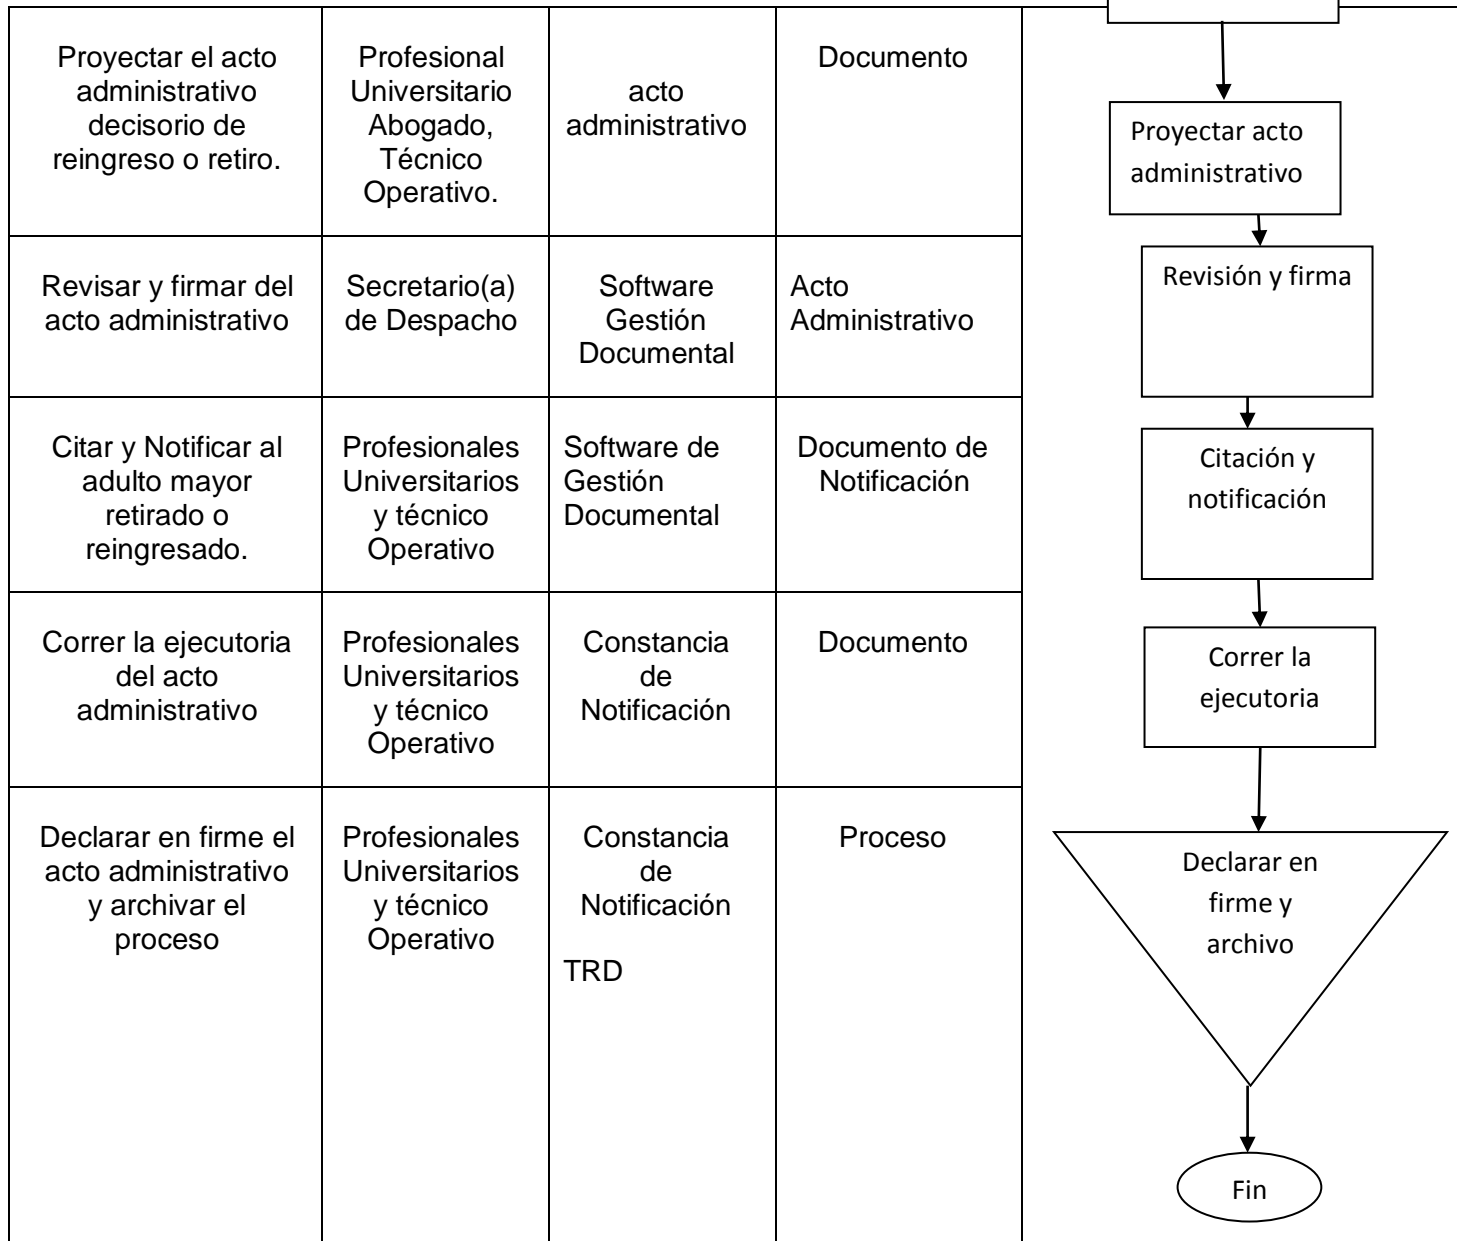 Proyectar el acto
administrativo
decisorio de
reingreso o retiro.
Profesional
Universitario
Abogado,
Técnico
Operativo.
acto
administrativo
Documento
Proyectar acto
administrativo
Revisar y firmar del
acto administrativo
Secretario(a)
de Despacho
Software
Gestión
Documental
Acto
Administrativo
Revisión y firma
Citar y Notificar al
adulto mayor
retirado o
reingresado.
Profesionales
Universitarios
y técnico
Operativo
Software de
Gestión
Documental
Documento de
Notificación
Citación y
notificación
Correr la ejecutoria
del acto
administrativo
Profesionales
Universitarios
y técnico
Operativo
Constancia
de
Notificación
Documento
Correr la
ejecutoria
Declarar en firme el
acto administrativo
y archivar el
proceso
Profesionales
Universitarios
y técnico
Operativo
Constancia
de
Notificación
TRD
Proceso
Declarar en
firme y
archivo
Fin